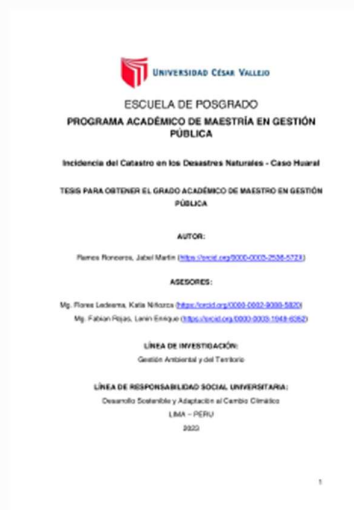 UNIVERSIDAD CÉSAR VALLEJO
ESCUELA DE POSGRADO
PROGRAMA ACADÉMICO DE MAESTRÍA EN GESTIÓN
PÚBLICA
Incidencia del Catastro en los Desastres Naturales - Caso Huaral
TESIS PARA OBTENER EL GRADO ACADÉMICO DE MAESTRO EN GESTIÓN
PÚBLICA
AUTOR:
Ramos Ronceros, Jabel Martin
ASESORES:
Mg. Flores Ledesma, Katia Niñozca
Mg. Fabian Rojas, Lenin Enrique
LÍNEA DE INVESTIGACIÓN:
Gestión Ambiental y del Territorio
LÍNEA DE RESPONSABILIDAD SOCIAL UNIVERSITARIA:
Desarrollo Sostenible y Adaptación al Cambio Climático
LIMA – PERU
2023
1